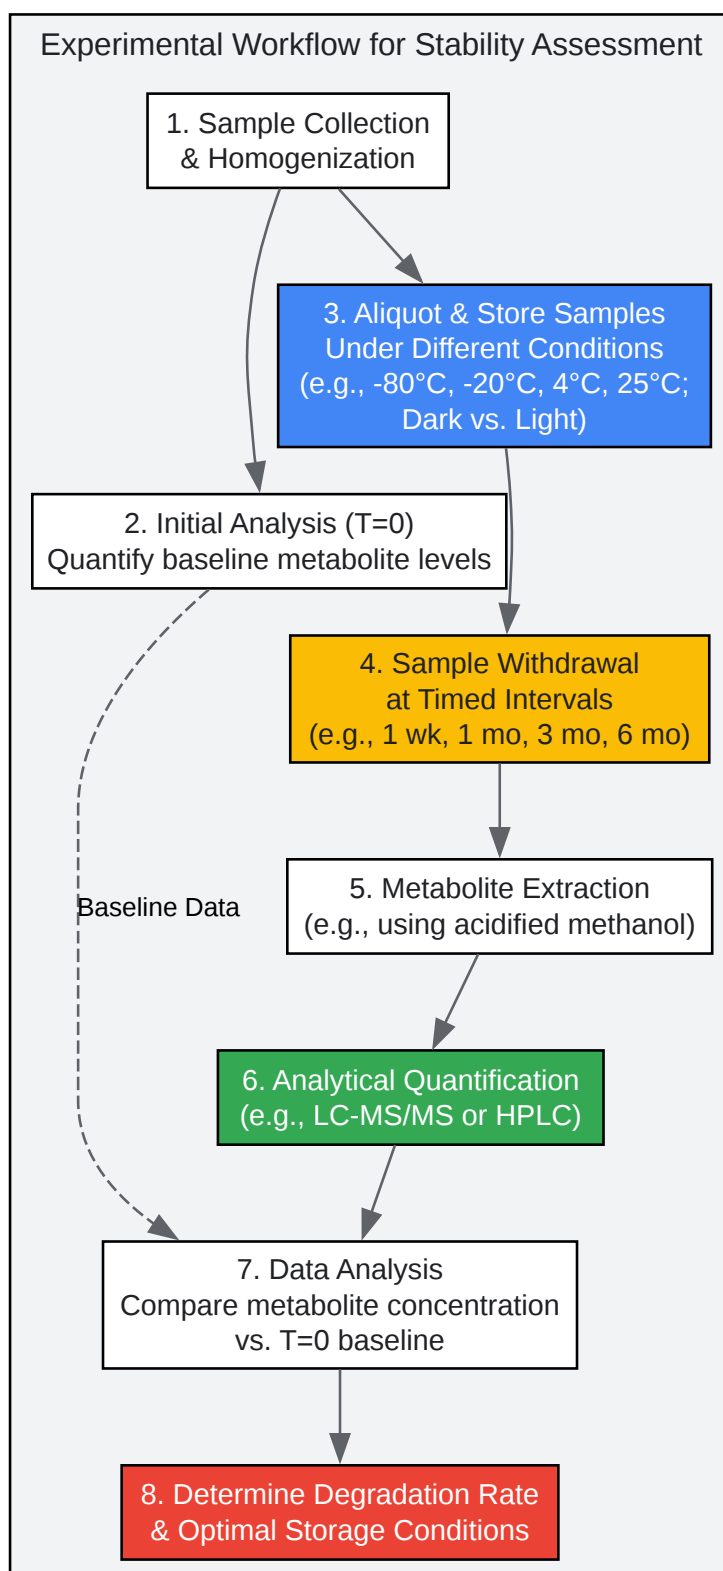 Experimental Workflow for Stability Assessment
1. Sample Collection
& Homogenization
3. Aliquot & Store Samples
Under Different Conditions
(e.g., -80°C, -20°C, 4°C, 25°C;
Dark vs. Light)
2. Initial Analysis (T=0)
Quantify baseline metabolite levels
4. Sample Withdrawal
at Timed Intervals
(e.g., 1 wk, 1 mo, 3 mo, 6 mo)
5. Metabolite Extraction
(e.g., using acidified methanol)
Baseline Data
6. Analytical Quantification
(e.g., LC-MS/MS or HPLC)
7. Data Analysis
Compare metabolite concentration
vs. T=0 baseline
8. Determine Degradation Rate
& Optimal Storage Conditions